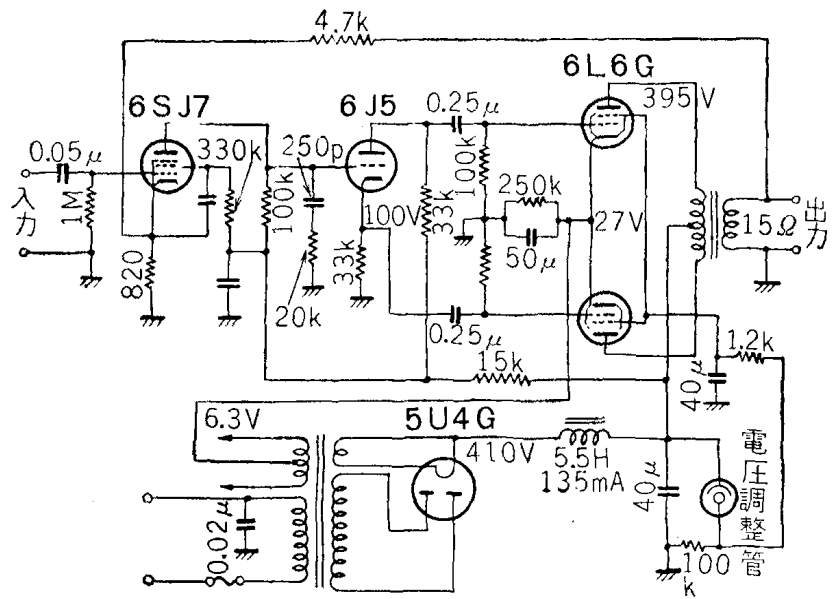 4.7k
6SJ7
6J5
6L6G
395V
0.05μ
330k
250p
0.25μ
入力
1M
100k
100V
33k
100k
250k
50μ
27V
15Ω
出力
820
33k
20k
0.25μ
15k
1.2k
40μ
6.3V
5U4G
410V
5.5H
135mA
40μ
電圧調整管
0.02μ
100
k